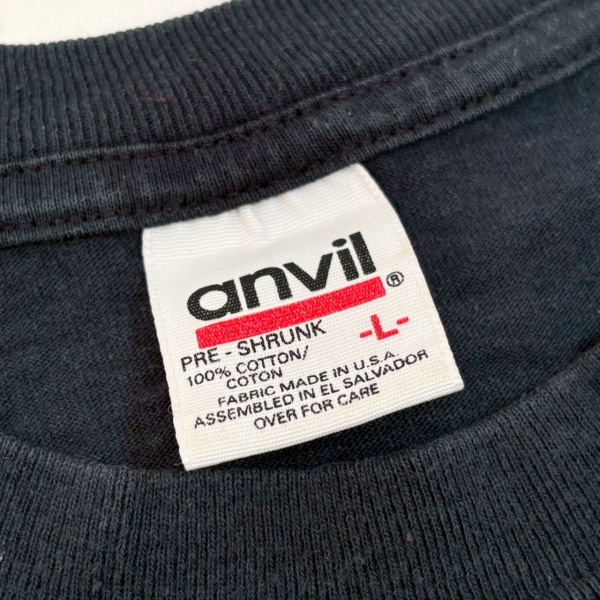 anvil®
PRE - SHRUNK -L-
100% COTTON/
COTON
FABRIC MADE IN U.S.A.
ASSEMBLED IN EL SALVADOR
OVER FOR CARE